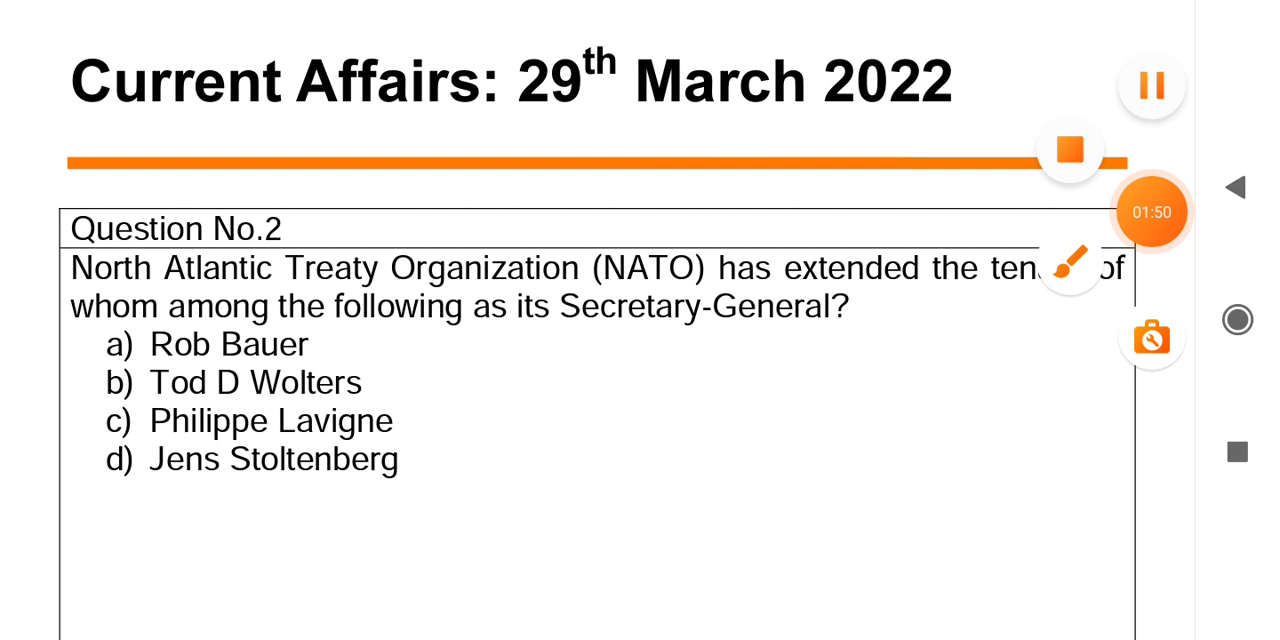 Current Affairs: 29th March 2022
01:50
Question No.2
North Atlantic Treaty Organization (NATO) has extended the of
whom among the following as its Secretary-General?
a) Rob Bauer
b) Tod D Wolters
c) Philippe Lavigne
d) Jens Stoltenberg